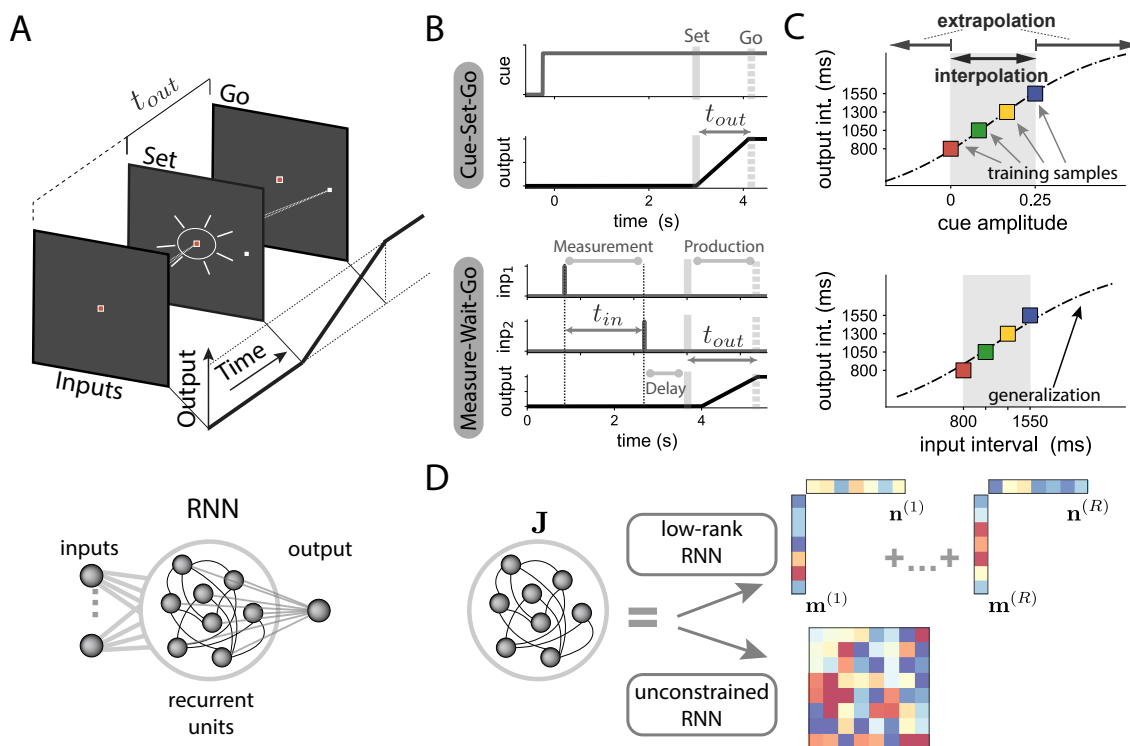 A
t_out
Go
Set
Inputs
Output
Time
RNN
inputs
output
recurrent
units
B
Cue-Set-Go
Set
Go
cue
t_out
output
0
2
4
time (s)
Measure-Wait-Go
Measurement
Production
inp1
t_in
inp2
t_out
Delay
output
0
2
4
time (s)
C
extrapolation
interpolation
output int. (ms)
1550
1300
1050
800
training samples
0
0.25
cue amplitude
output int. (ms)
1550
1300
1050
800
generalization
800
1550
input interval (ms)
D
J
=
low-rank
RNN
unconstrained
RNN
n^(1)
m^(1)
+...+
n^(R)
m^(R)